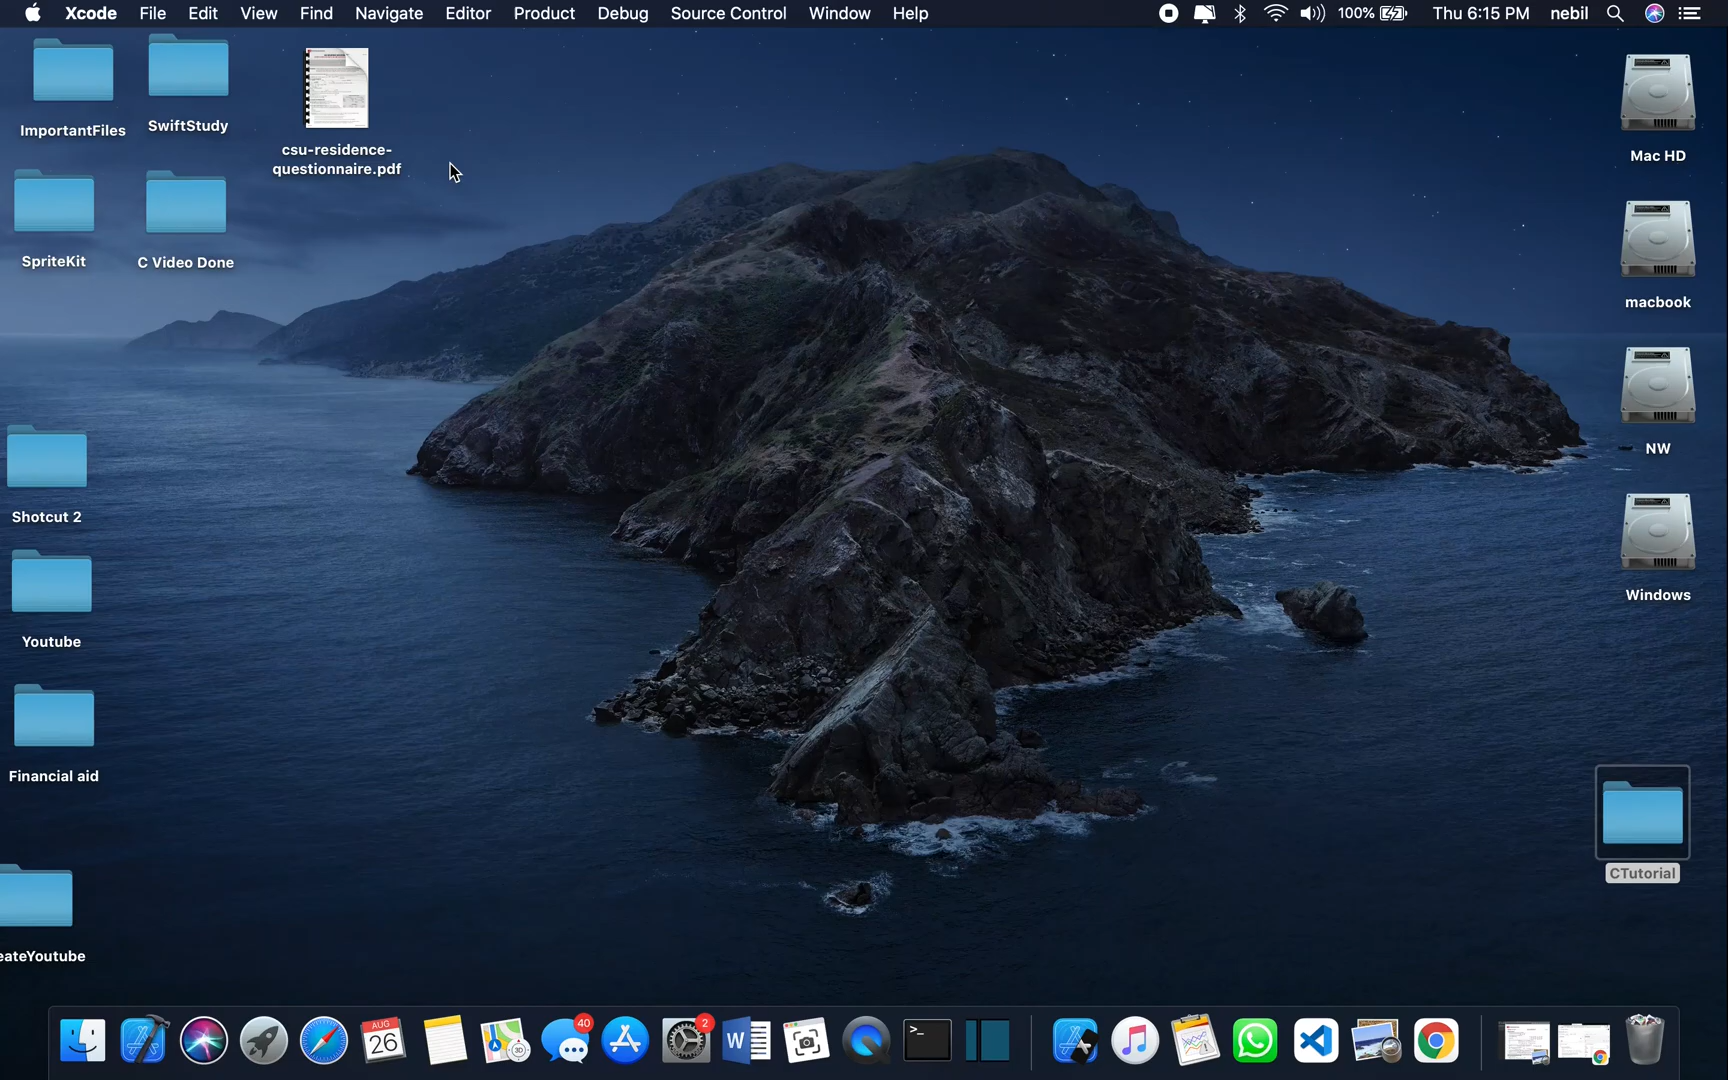 Xcode File Edit View Find Navigate Editor Product Debug Source Control Window Help 100% Thu 6:15 PM nebil
ImportantFiles
SwiftStudy
csu-residence-
questionnaire.pdf
Mac HD
SpriteKit
C Video Done
macbook
NW
Shotcut 2
Windows
Youtube
Financial aid
CTutorial
eateYoutube
AUG
26
3D
40
2
W
>_